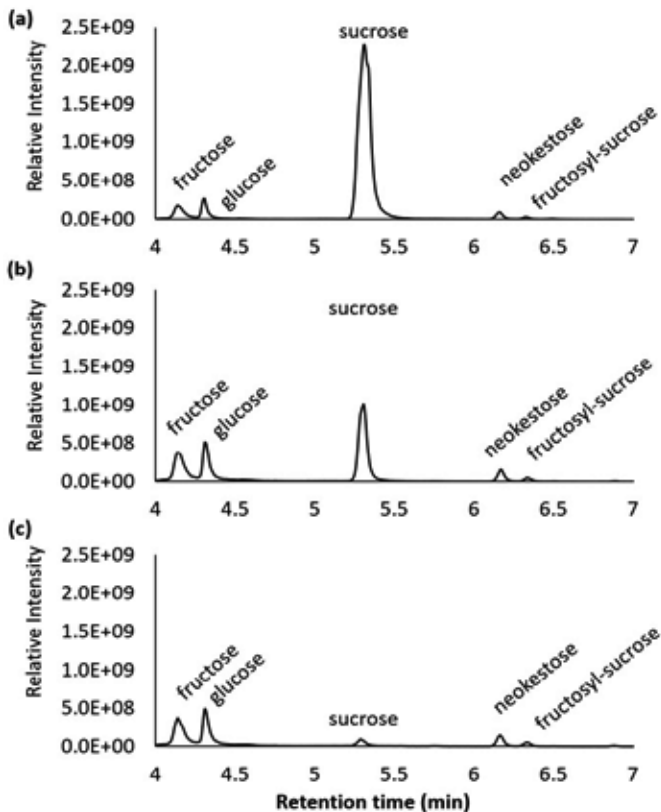 (a)
Relative Intensity
2.5E+09
2.0E+09
1.5E+09
1.0E+09
5.0E+08
0.0E+00
fructose
glucose
sucrose
neokestose
fructosyl-sucrose
4 4.5 5 5.5 6 6.5 7
(b)
Relative Intensity
2.5E+09
2.0E+09
1.5E+09
1.0E+09
5.0E+08
0.0E+00
fructose
glucose
sucrose
neokestose
fructosyl-sucrose
4 4.5 5 5.5 6 6.5 7
(c)
Relative Intensity
2.5E+09
2.0E+09
1.5E+09
1.0E+09
5.0E+08
0.0E+00
fructose
glucose
sucrose
neokestose
fructosyl-sucrose
4 4.5 5 5.5 6 6.5 7
Retention time (min)